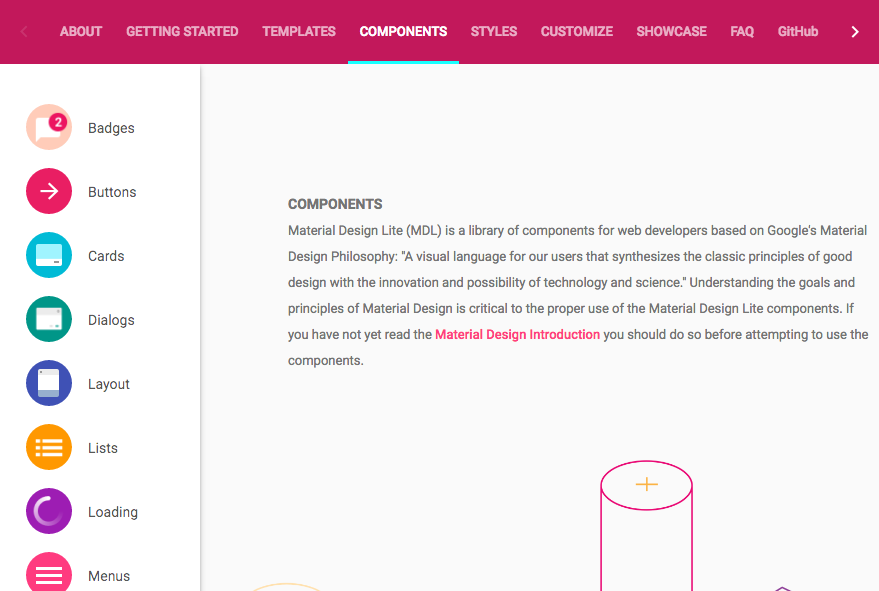 ABOUT GETTING STARTED TEMPLATES COMPONENTS STYLES CUSTOMIZE SHOWCASE FAQ GitHub
2
Badges
Buttons
Cards
Dialogs
Layout
Lists
Loading
Menus
COMPONENTS
Material Design Lite (MDL) is a library of components for web developers based on Google's Material
Design Philosophy: "A visual language for our users that synthesizes the classic principles of good
design with the innovation and possibility of technology and science." Understanding the goals and
principles of Material Design is critical to the proper use of the Material Design Lite components. If
you have not yet read the Material Design Introduction you should do so before attempting to use the
components.